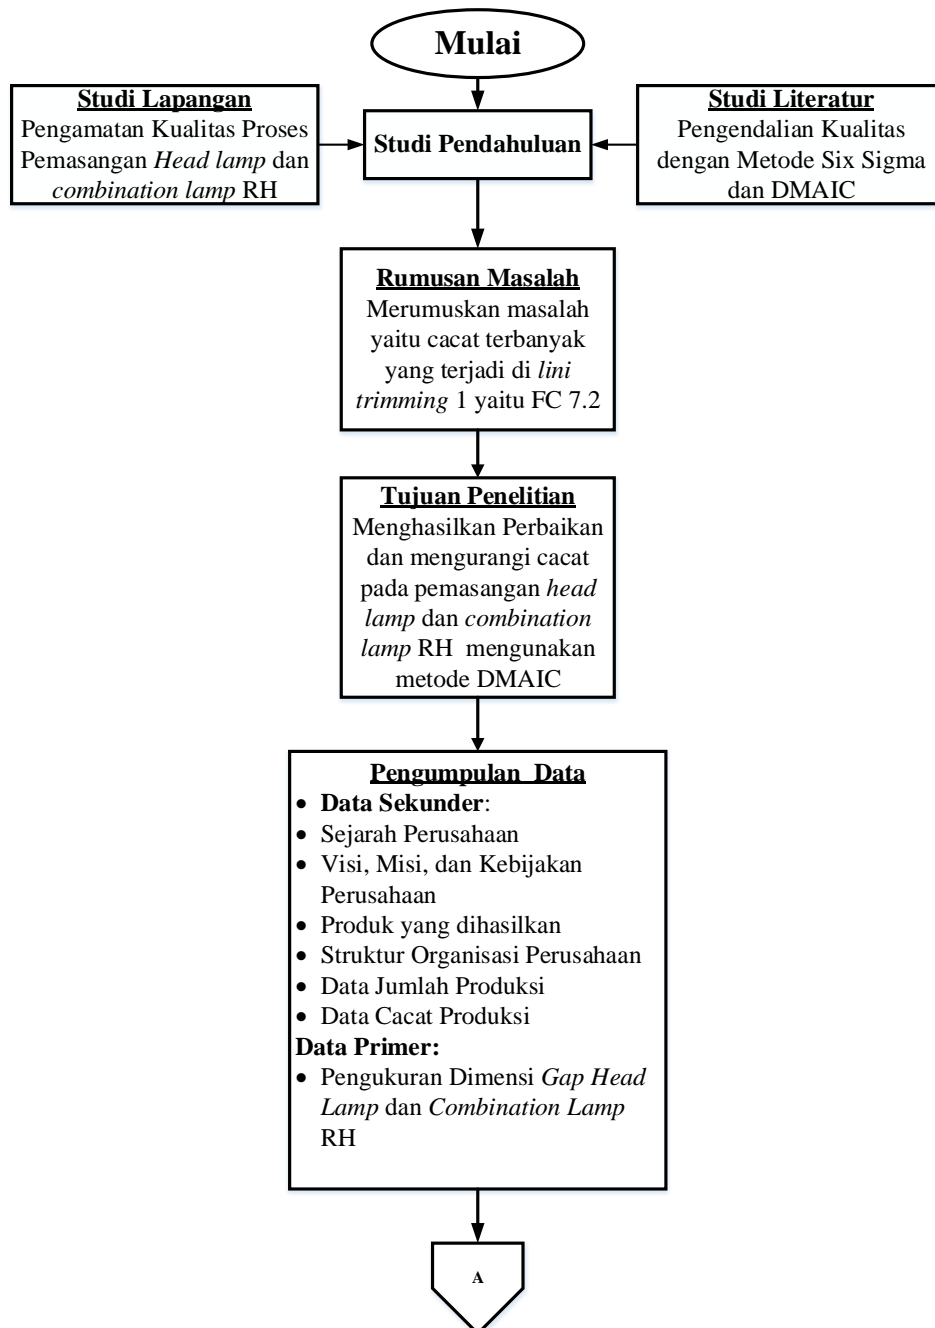 Mulai
Studi Lapangan
Pengamatan Kualitas Proses
Pemasangan Head lamp dan
combination lamp RH
Studi Pendahuluan
Studi Literatur
Pengendalian Kualitas
dengan Metode Six Sigma
dan DMAIC
Rumusan Masalah
Merumuskan masalah
yaitu cacat terbanyak
yang terjadi di lini
trimming 1 yaitu FC 7.2
Tujuan Penelitian
Menghasilkan Perbaikan
dan mengurangi cacat
pada pemasangan head
lamp dan combination
lamp RH mengunakan
metode DMAIC
Pengumpulan Data
• Data Sekunder:
• Sejarah Perusahaan
• Visi, Misi, dan Kebijakan
Perusahaan
• Produk yang dihasilkan
• Struktur Organisasi Perusahaan
• Data Jumlah Produksi
• Data Cacat Produksi
Data Primer:
• Pengukuran Dimensi Gap Head
Lamp dan Combination Lamp
RH
A